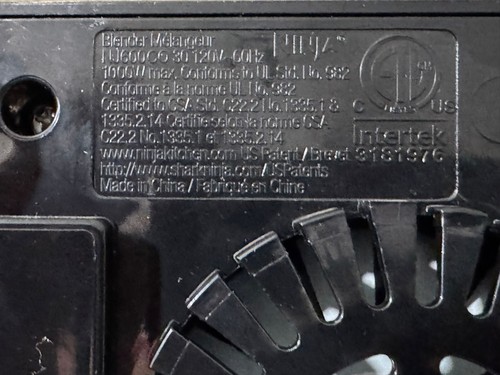 Blender Mélangeur
NINJA®
NJ600CO 30 120V~ 60Hz
1000W max. Conforms to UL Std. No. 982
Conforme à la norme UL No. 982
Certified to CSA Std. C22.2 No.1335.1 &
1335.2.14 Certifie selon la norme CSA
C22.2 No.1335.1 et 1335.2.14
www.ninjakitchen.com US Patent / Brevet
http://www.sharkninja.com/USPatents
Made in China / Fabriqué en Chine
C US
Intertek
3181976